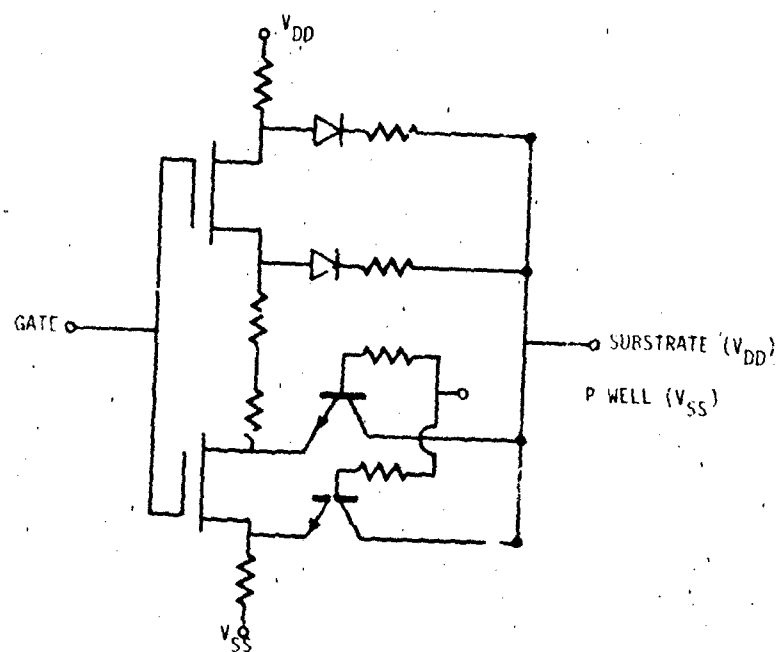 V_DD
GATE
SUBSTRATE (V_DD)
P WELL (V_SS)
V_SS